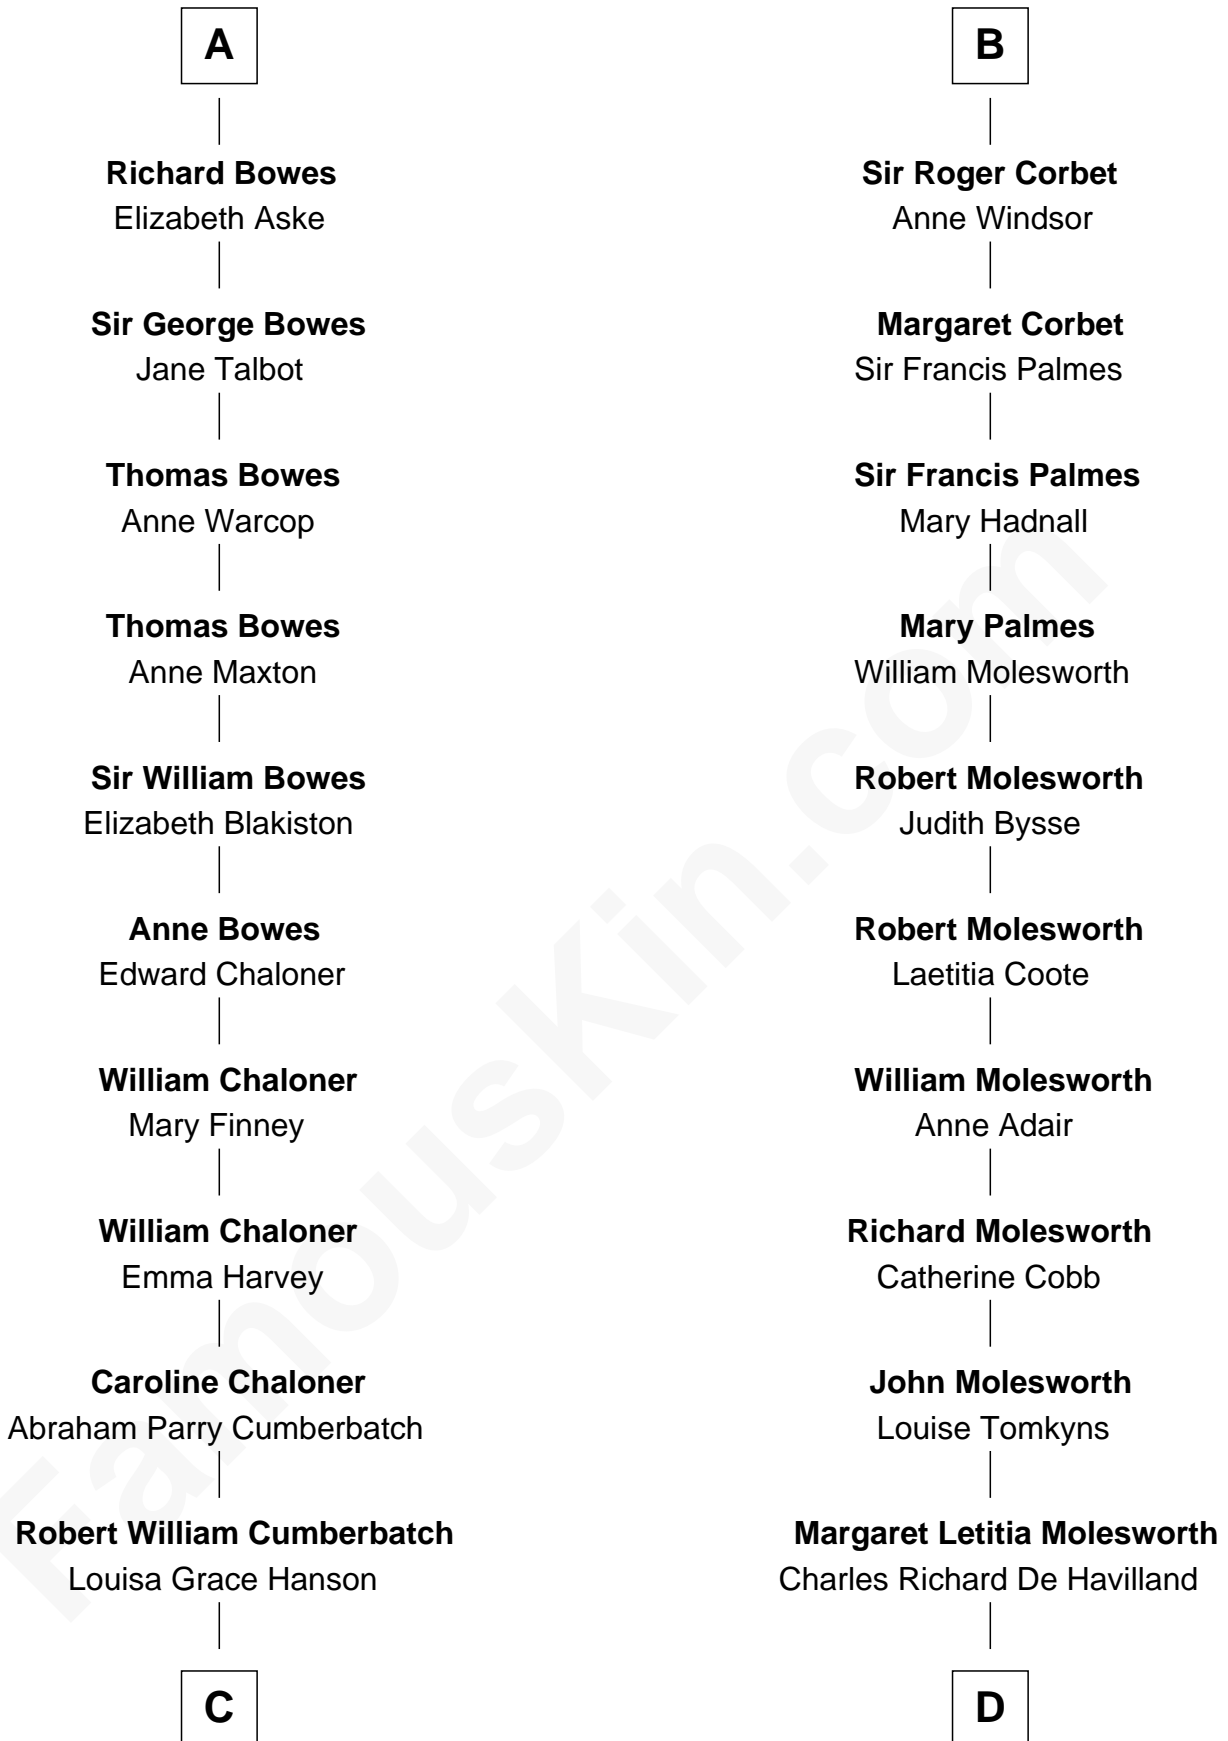 A
Richard Bowes
Elizabeth Aske
Sir George Bowes
Jane Talbot
Thomas Bowes
Anne Warcop
Thomas Bowes
Anne Maxton
Sir William Bowes
Elizabeth Blakiston
Anne Bowes
Edward Chaloner
William Chaloner
Mary Finney
William Chaloner
Emma Harvey
Caroline Chaloner
Abraham Parry Cumberbatch
Robert William Cumberbatch
Louisa Grace Hanson
C
B
Sir Roger Corbet
Anne Windsor
Margaret Corbet
Sir Francis Palmes
Sir Francis Palmes
Mary Hadnall
Mary Palmes
William Molesworth
Robert Molesworth
Judith Bysse
Robert Molesworth
Laetitia Coote
William Molesworth
Anne Adair
Richard Molesworth
Catherine Cobb
John Molesworth
Louise Tomkyns
Margaret Letitia Molesworth
Charles Richard De Havilland
D
FamousKin.com